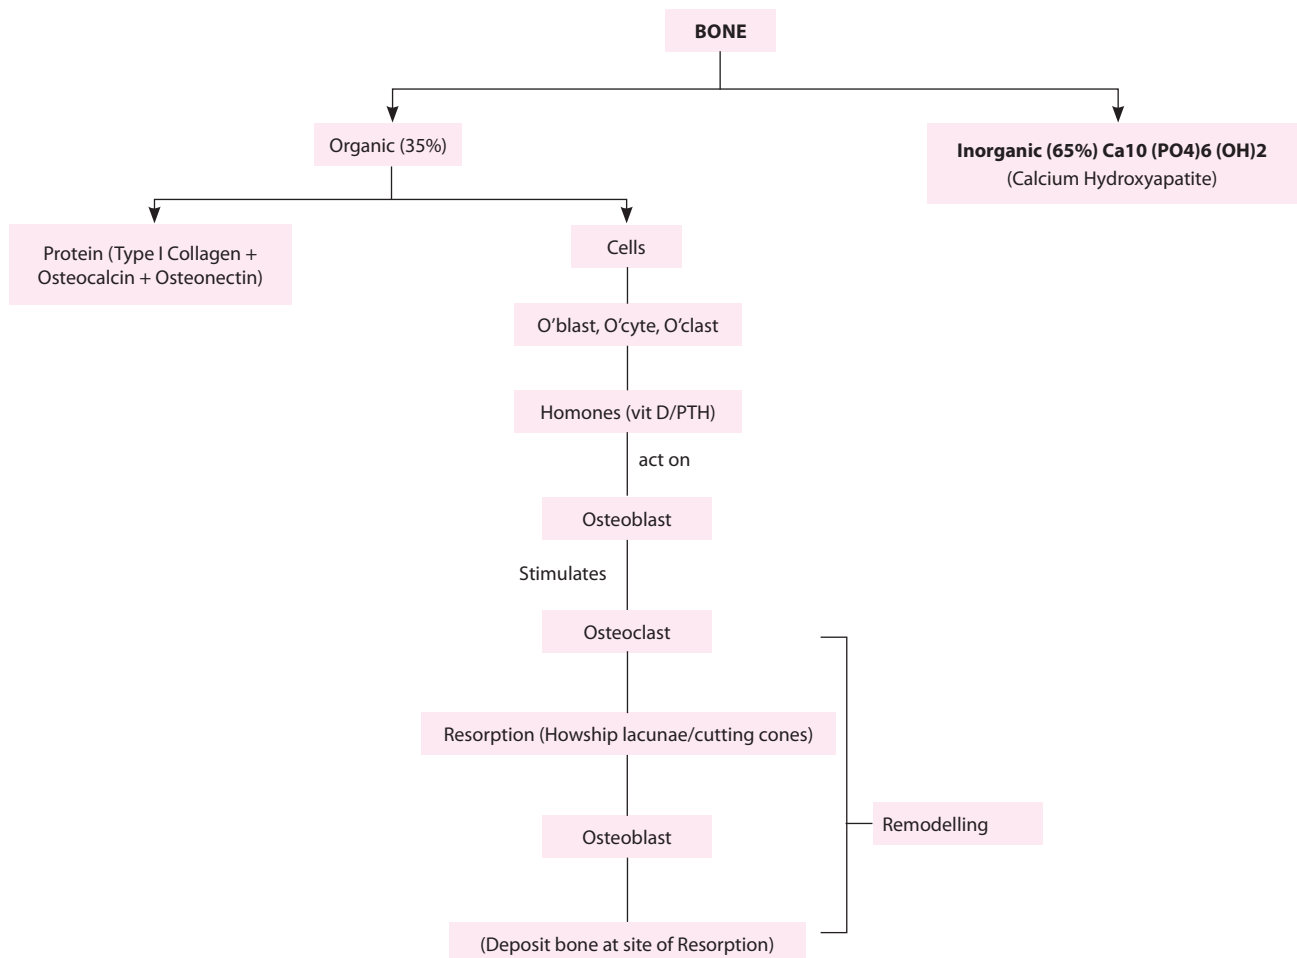 BONE
Organic (35%)
Inorganic (65%) Ca10 (PO4)6 (OH)2
(Calcium Hydroxyapatite)
Protein (Type I Collagen +
Osteocalcin + Osteonectin)
Cells
O’blast, O’cyte, O’clast
Homones (vit D/PTH)
act on
Osteoblast
Stimulates
Osteoclast
Resorption (Howship lacunae/cutting cones)
Osteoblast
Remodelling
(Deposit bone at site of Resorption)